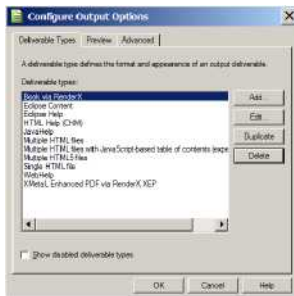 Configure Output Options
Deliverable Types
Preview
Advanced
A deliverable type defines the format and appearance of an output deliverable.
Deliverable types:
Book via RenderX
Eclipse Content
Eclipse Help
HTML Help (CHM)
JavaHelp
Multiple HTML files
Multiple HTML files with JavaScript-based table of contents (expe
Multiple HTML5 files
Single HTML file
WebHelp
XMetaL Enhanced PDF via RenderX XEP
Add...
Edit...
Duplicate
Delete
Show disabled deliverable types
OK
Cancel
Help